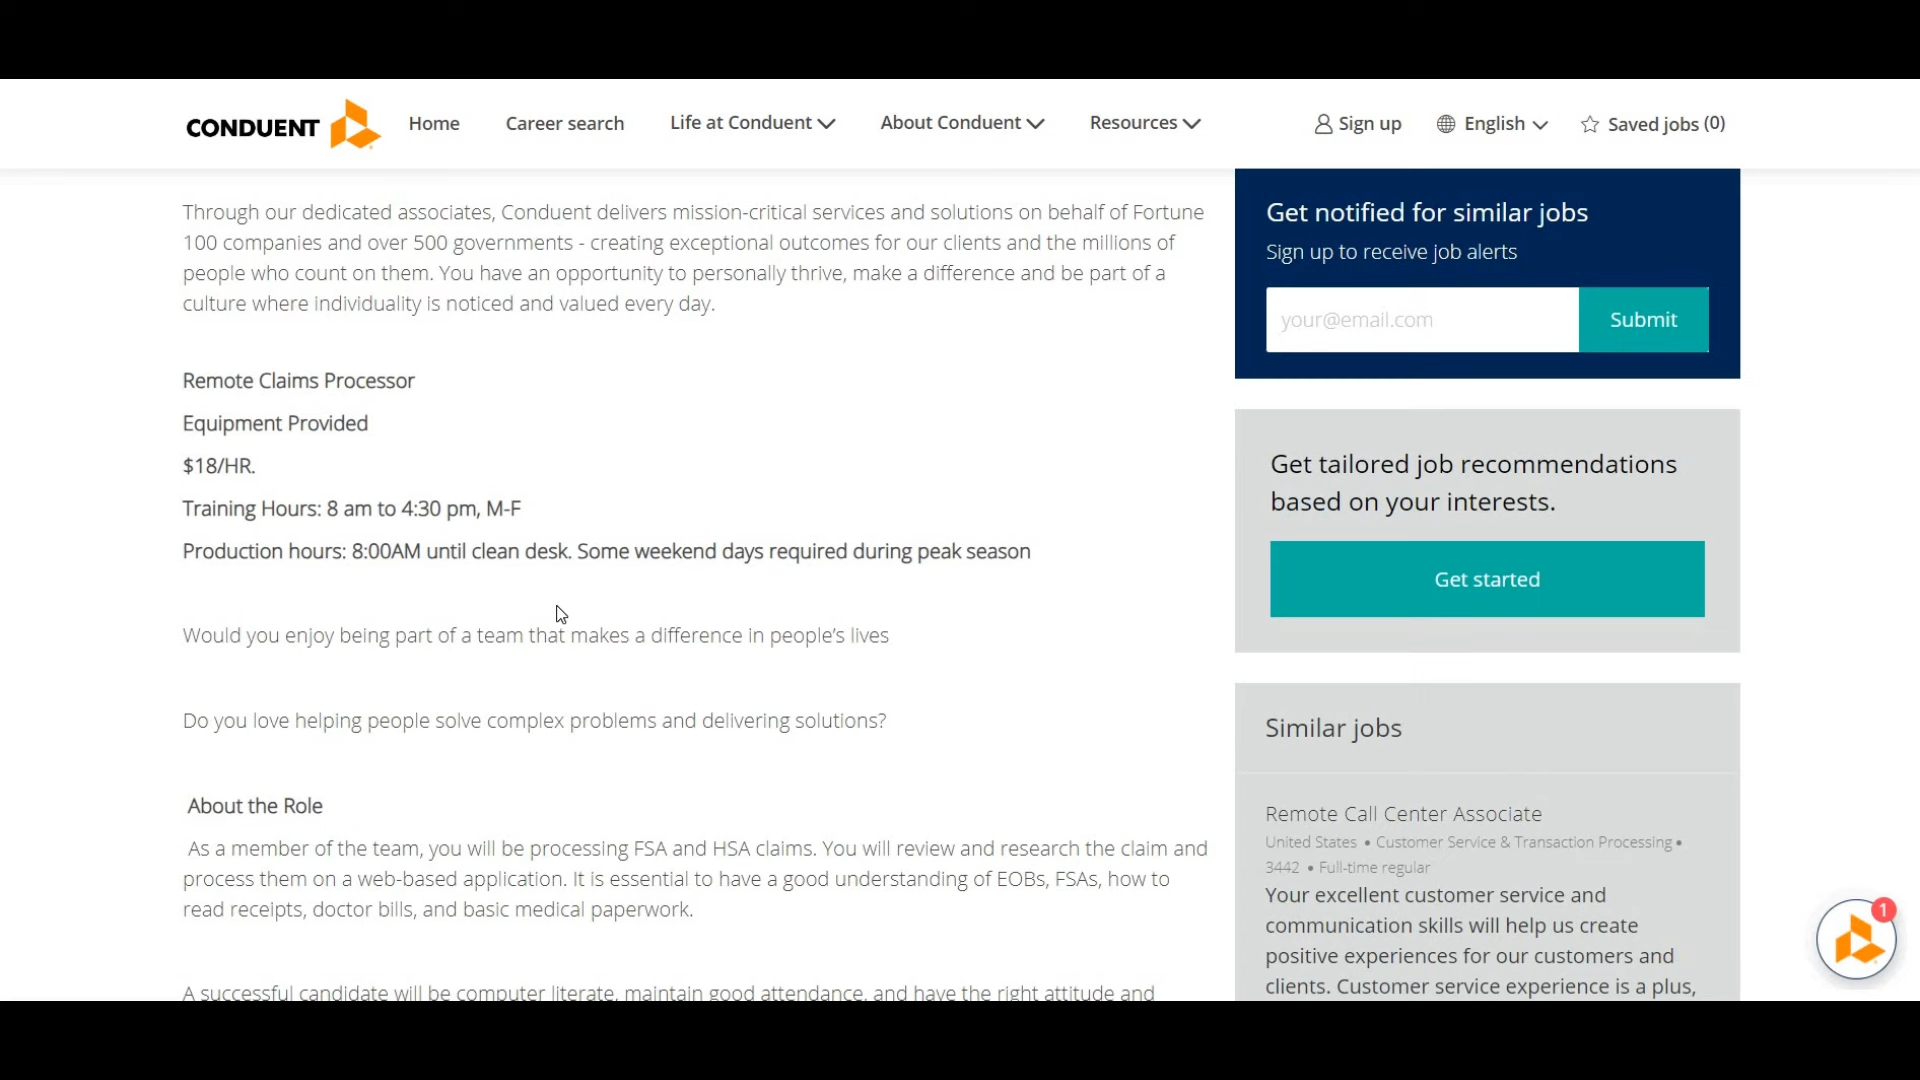 CONDUENT
Home
Career search
Life at Conduent
About Conduent
Resources
Sign up
English
Saved jobs (0)
Through our dedicated associates, Conduent delivers mission-critical services and solutions on behalf of Fortune
100 companies and over 500 governments - creating exceptional outcomes for our clients and the millions of
people who count on them. You have an opportunity to personally thrive, make a difference and be part of a
culture where individuality is noticed and valued every day.
Remote Claims Processor
Equipment Provided
$18/HR.
Training Hours: 8 am to 4:30 pm, M-F
Production hours: 8:00AM until clean desk. Some weekend days required during peak season
Would you enjoy being part of a team that makes a difference in people’s lives
Do you love helping people solve complex problems and delivering solutions?
About the Role
As a member of the team, you will be processing FSA and HSA claims. You will review and research the claim and
process them on a web-based application. It is essential to have a good understanding of EOBs, FSAs, how to
read receipts, doctor bills, and basic medical paperwork.
A successful candidate will be computer literate, maintain good attendance, and have the right attitude and
Get notified for similar jobs
Sign up to receive job alerts
your@email.com
Submit
Get tailored job recommendations
based on your interests.
Get started
Similar jobs
Remote Call Center Associate
United States • Customer Service & Transaction Processing •
3442 • Full-time regular
Your excellent customer service and
communication skills will help us create
positive experiences for our customers and
clients. Customer service experience is a plus,
1